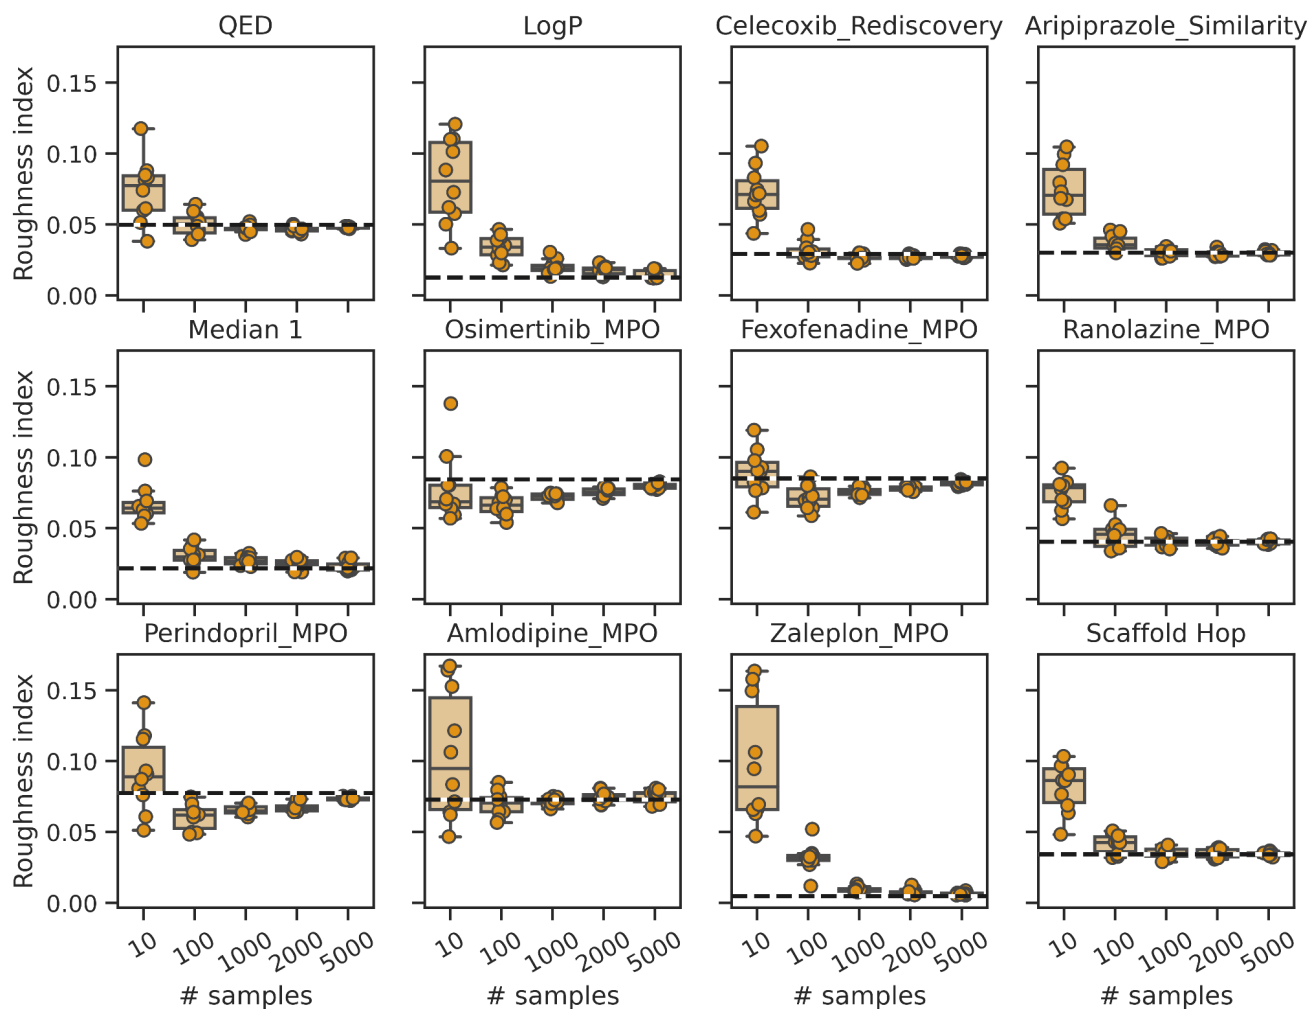 QED LogP Celecoxib_Rediscovery Aripiprazole_Similarity
Roughness index
0.15
0.10
0.05
0.00
Median 1 Osimertinib_MPO Fexofenadine_MPO Ranolazine_MPO
Roughness index
0.15
0.10
0.05
0.00
Perindopril_MPO Amlodipine_MPO Zaleplon_MPO Scaffold Hop
Roughness index
0.15
0.10
0.05
0.00
10 100 1000 2000 5000 10 100 1000 2000 5000 10 100 1000 2000 5000 10 100 1000 2000 5000
# samples # samples # samples # samples